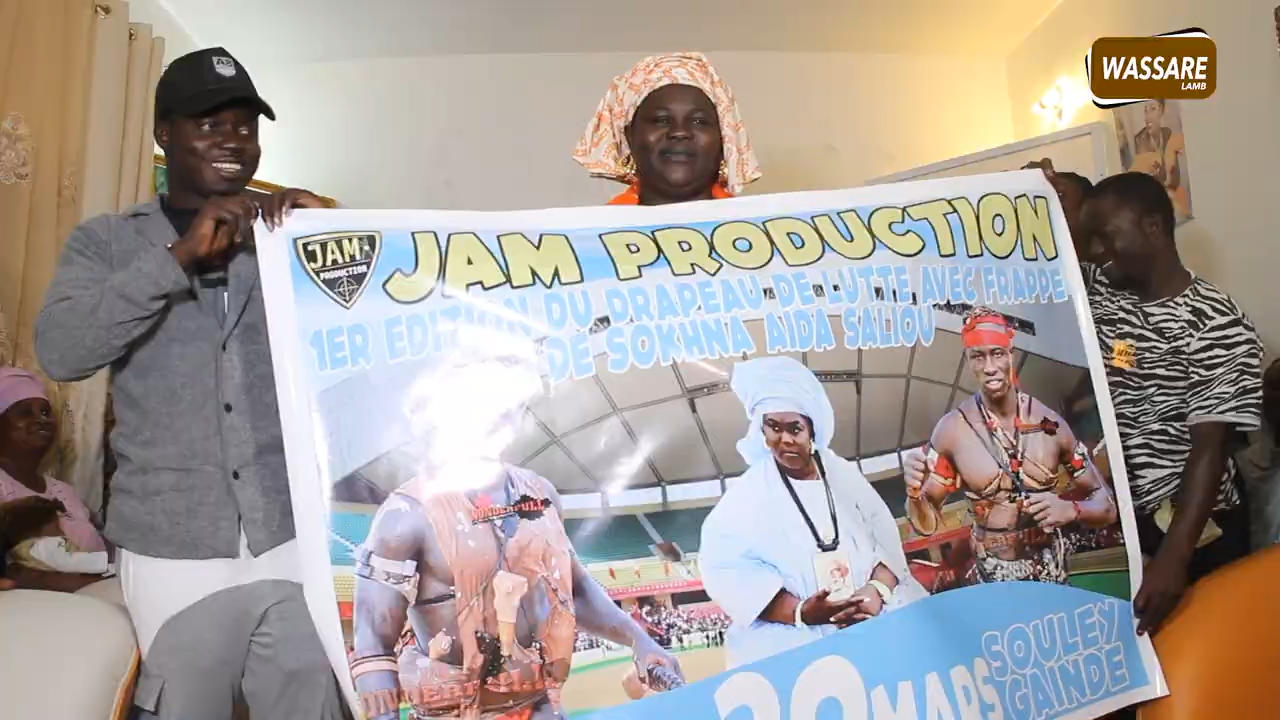 WASSARE
LAMB
JAM
PRODUCTION
JAM PRODUCTION
1ER EDITION DU DRAPEAU DE LUTTE AVEC FRAPPE
DE SOKHNA AIDA SALIOU
WONDERFULL
MARS
SOULEY
GAINDE